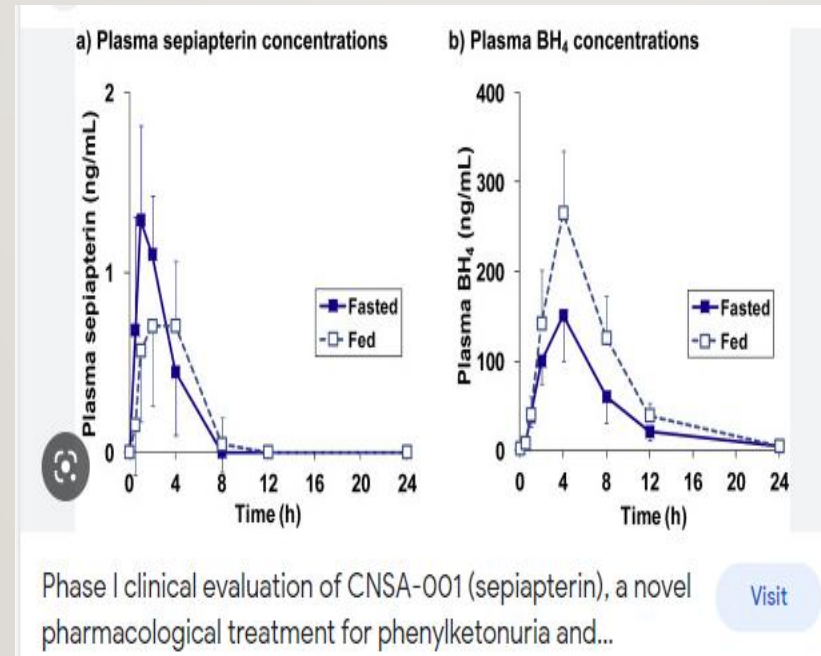 a) Plasma sepiapterin concentrations
2
1
0
Plasma sepiapterin (ng/mL)
Fasted
Fed
0 4 8 12 16 20 24
Time (h)
b) Plasma BH₄ concentrations
400
300
200
100
0
Plasma BH₄ (ng/mL)
Fasted
Fed
0 4 8 12 16 20 24
Time (h)
Phase I clinical evaluation of CNSA-001 (sepiapterin), a novel
pharmacological treatment for phenylketonuria and...
Visit